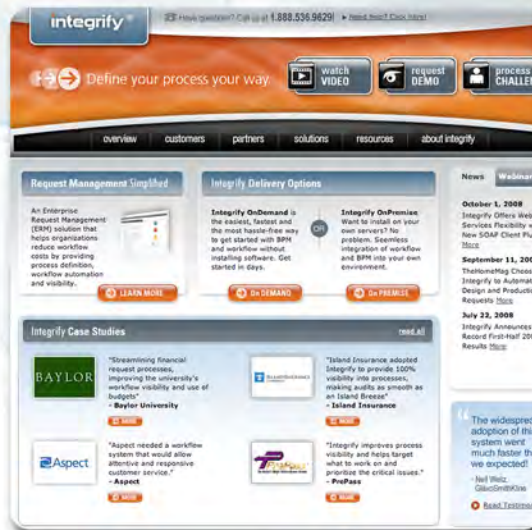 integrify
Have questions? Call us at 1.888.536.9629! Need Help? Click Here!
Define your process your way.
watch
VIDEO
request
DEMO
process
CHALLE
overview customers partners solutions resources about integrify
Request Management Simplified
An Enterprise
Request Management
(ERM) solution that
helps organizations
reduce workflow
costs by providing
process definition,
workflow automation
and visibility.
LEARN MORE
Integrify Delivery Options
Integrify OnDemand is
the easiest, fastest and
the most hassle-free way
to get started with BPM
and workflow without
installing software. Get
started in days.
On DEMAND
OR
Integrify OnPremise
Want to install on your
own servers? No
problem. Seemless
integration of workflow
and BPM into your own
environment.
On PREMISE
News Webinar
October 1, 2008
Integrify Offers Web
Services Flexibility w
New SOAP Client Plu
More
September 11, 200
TheHomeMag Choos
Integrify to Automat
Design and Producti
Requests More
July 22, 2008
Integrify Announces
Record First-Half 200
Results More
Integrify Case Studies read all
BAYLOR
"Streamlining financial
request processes,
improving the university's
workflow visibility and use of
budgets"
- Baylor University
MORE
ISLAND INSURANCE
"Island Insurance adopted
Integrify to provide 100%
visibility into processes,
making audits as smooth as
an Island Breeze"
- Island Insurance
MORE
Aspect
"Aspect needed a workflow
system that would allow
attentive and responsive
customer service."
- Aspect
MORE
PrePass
"Integrify improves process
visibility and helps target
what to work on and
prioritize the critical issues."
- PrePass
MORE
"The widesprea
adoption of this
system went
much faster th
we expected!
- Neil Weitz,
GlaxoSmithKline
Read Testimo